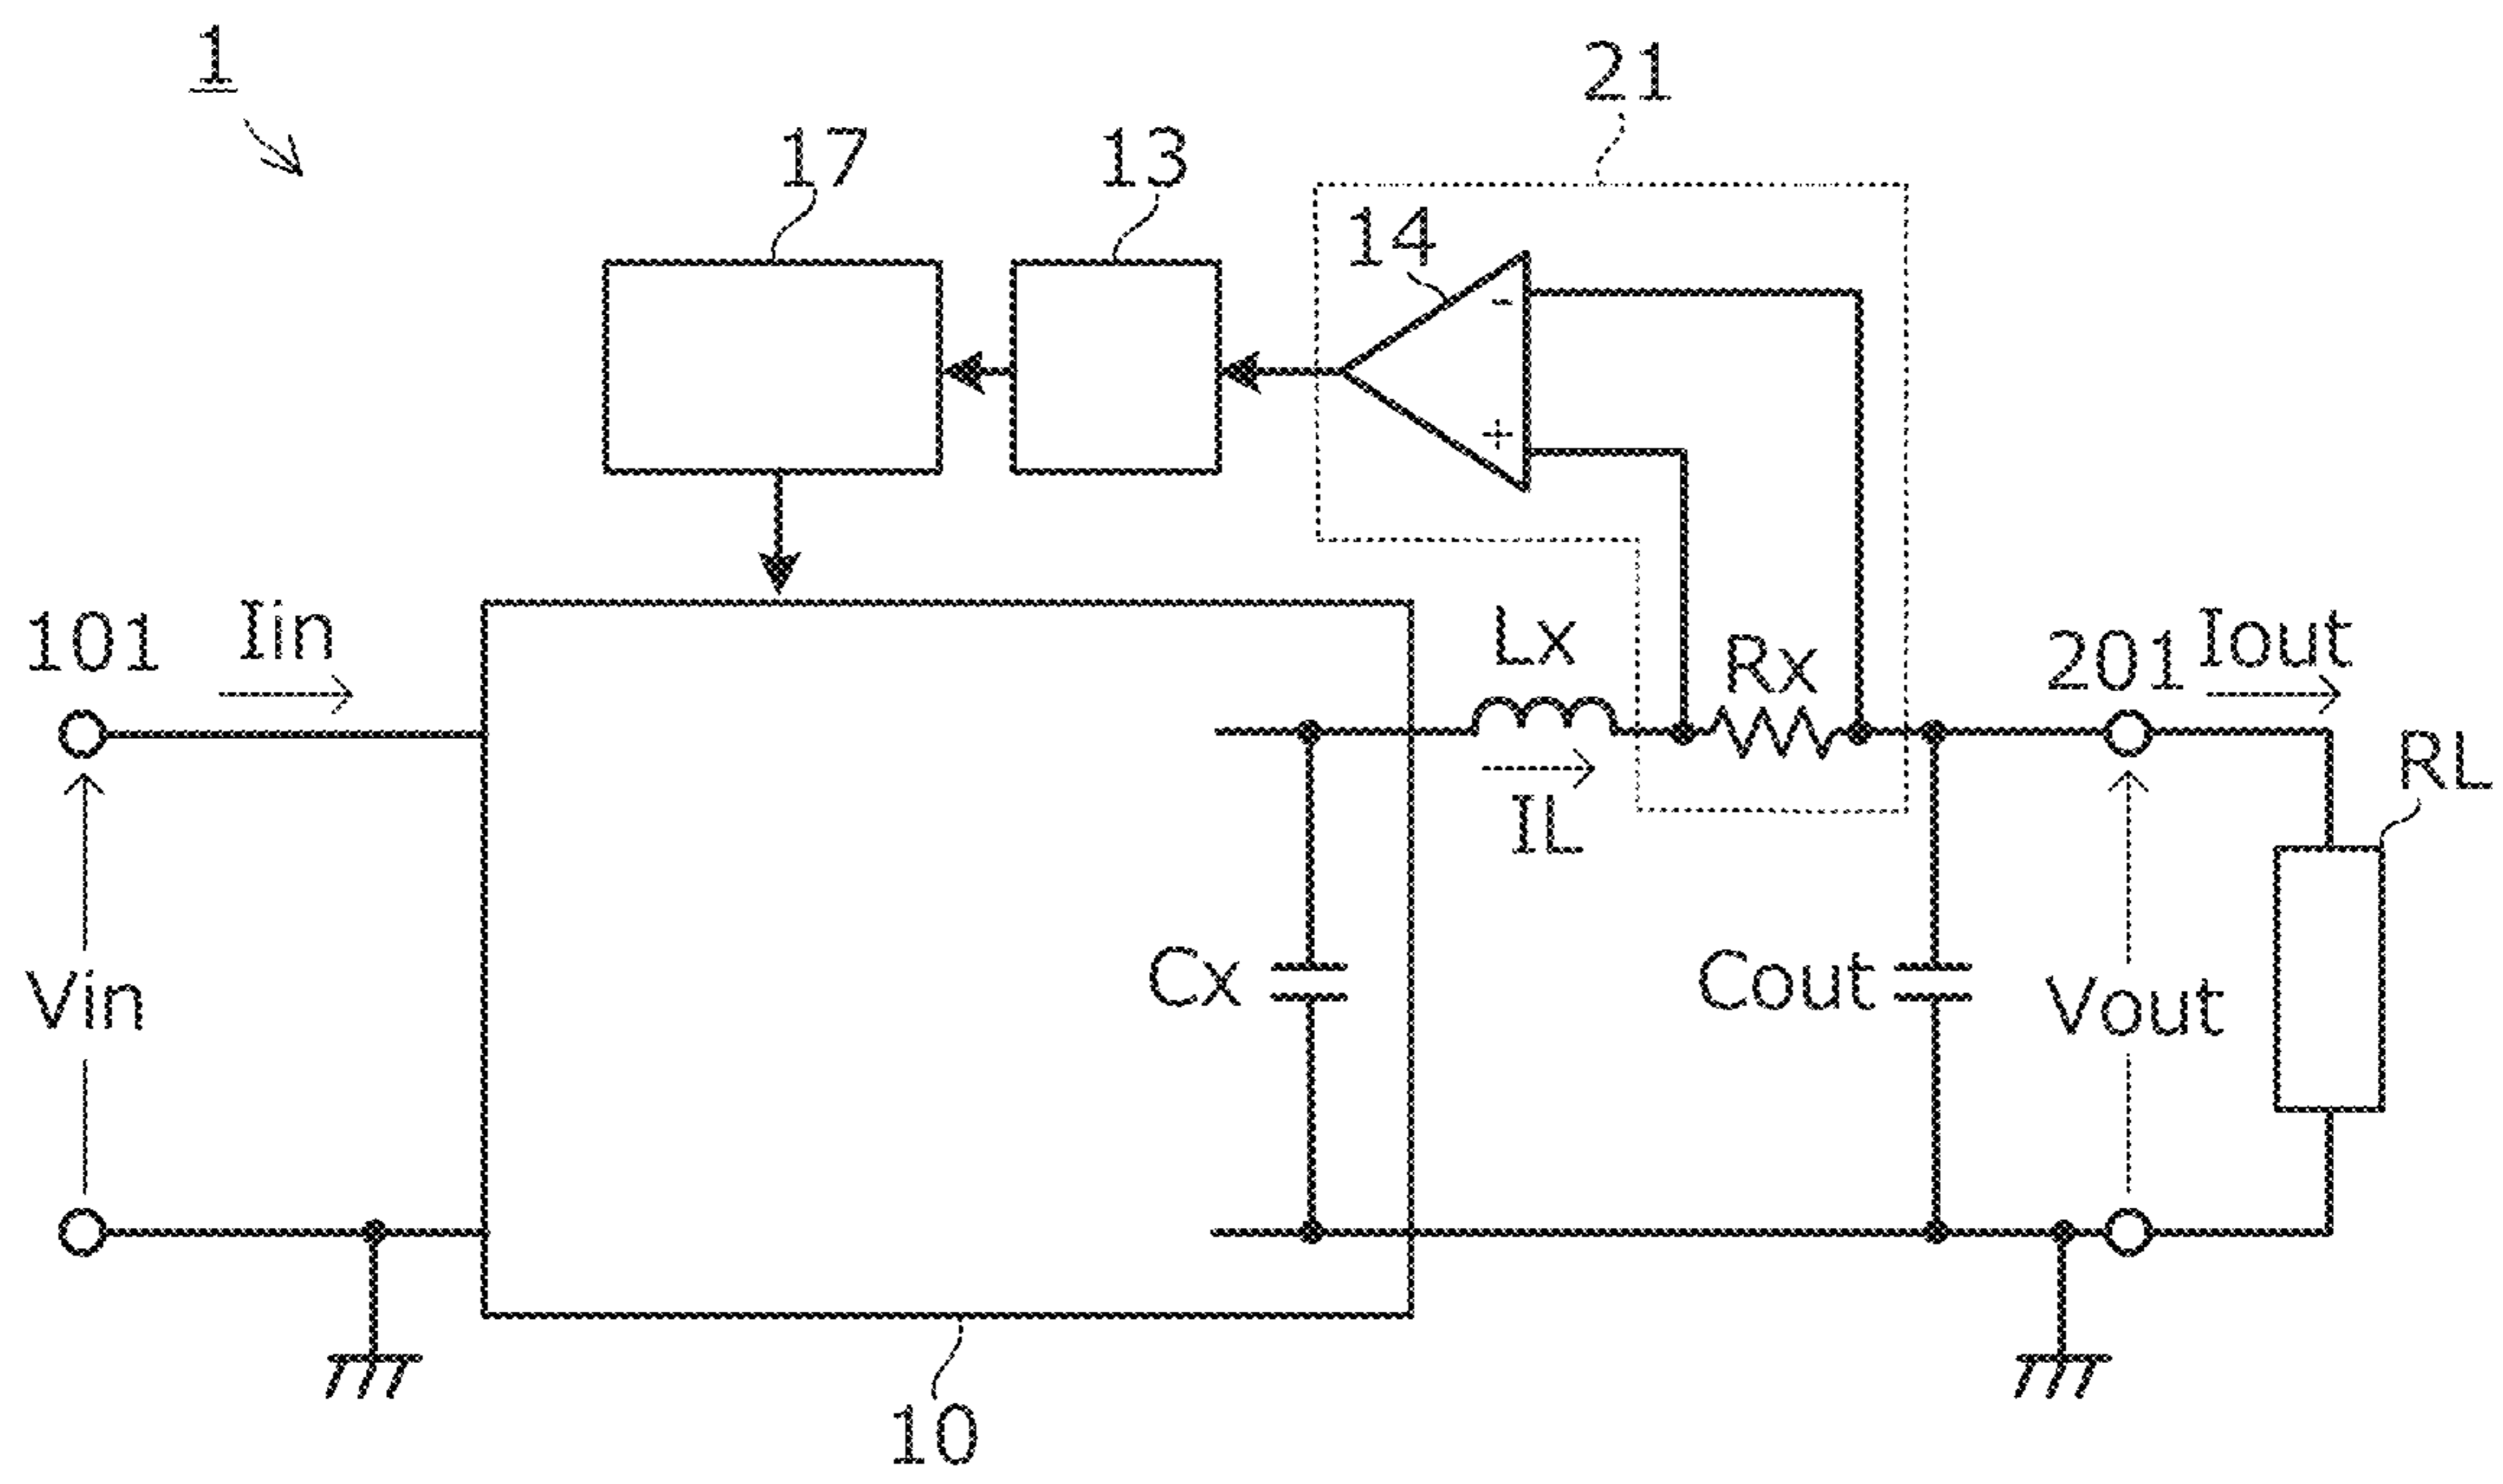 1
21
17
13
14
-
+
101
Iin
Lx
Rx
201
Iout
RL
IL
Vin
Cx
Cout
Vout
10